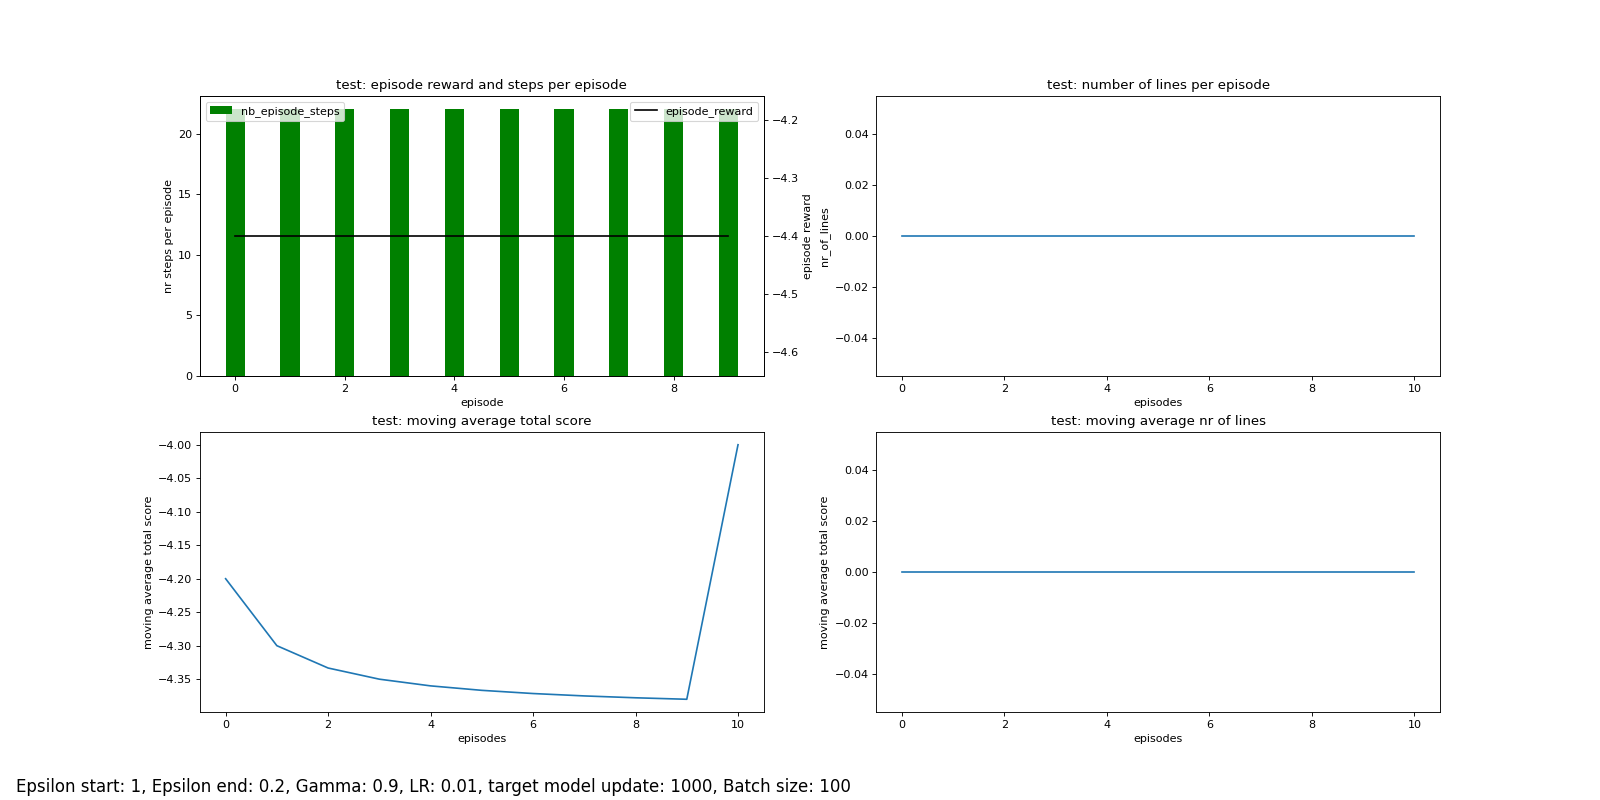 test: episode reward and steps per episode
nb_episode_steps
episode_reward
20
15
10
5
0
nr steps per episode
−4.2
−4.3
−4.4
−4.5
−4.6
episode reward
0 2 4 6 8
episode
test: number of lines per episode
0.04
0.02
0.00
−0.02
−0.04
nr_of_lines
0 2 4 6 8 10
episodes
test: moving average total score
−4.00
−4.05
−4.10
−4.15
−4.20
−4.25
−4.30
−4.35
moving average total score
0 2 4 6 8 10
episodes
test: moving average nr of lines
0.04
0.02
0.00
−0.02
−0.04
moving average total score
0 2 4 6 8 10
episodes
Epsilon start: 1, Epsilon end: 0.2, Gamma: 0.9, LR: 0.01, target model update: 1000, Batch size: 100